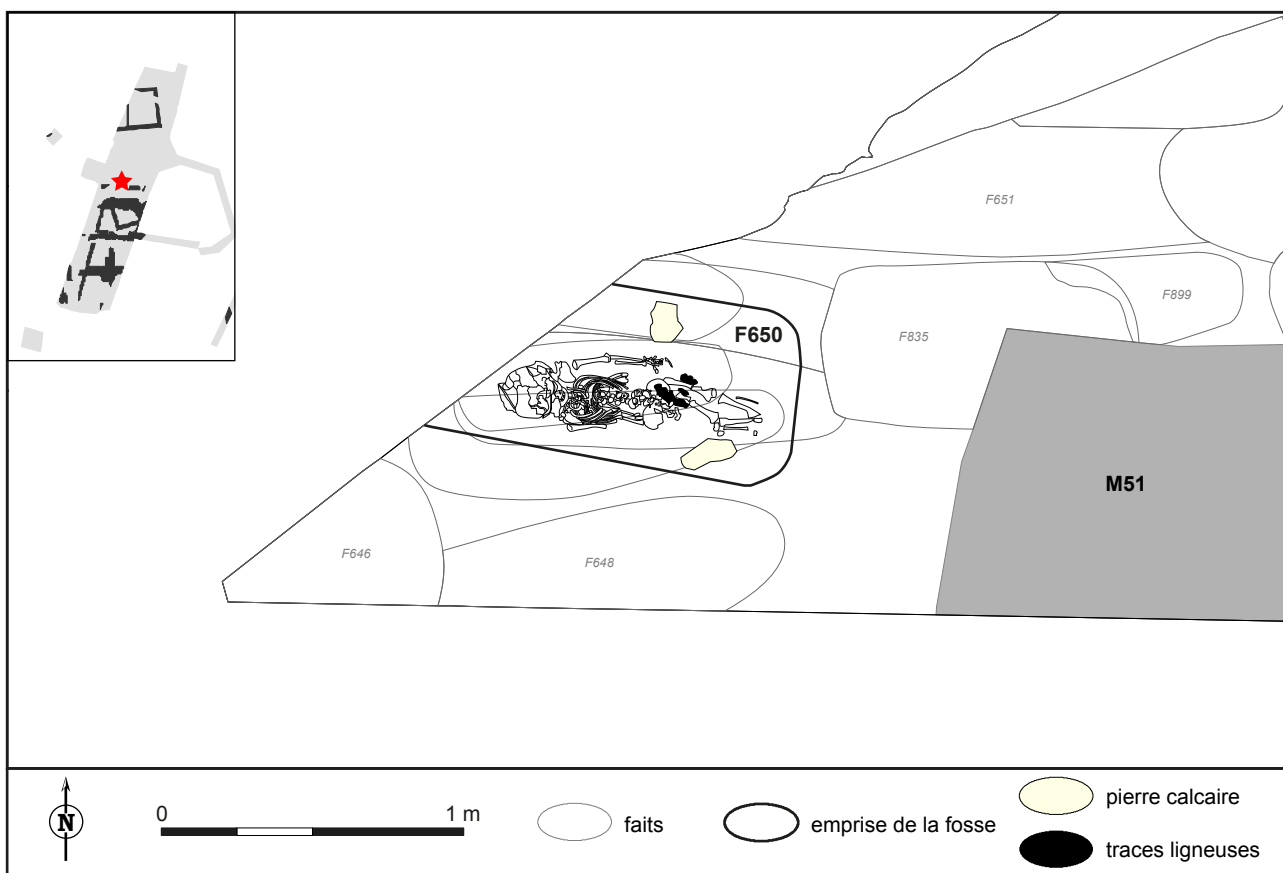 F651
F899
F650
F835
M51
F646
F648
N
0 1 m
faits
emprise de la fosse
pierre calcaire
traces ligneuses